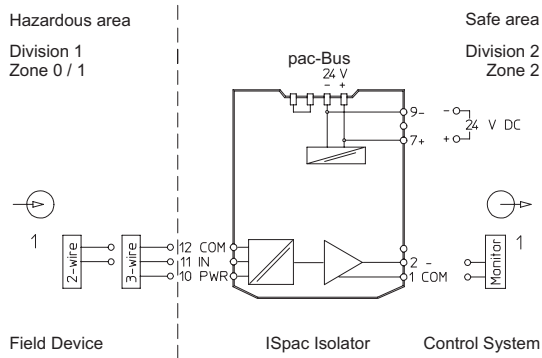 Hazardous area
Safe area
Division 1
Zone 0 / 1
Division 2
Zone 2
pac-Bus
24 V
- +
9-
7+
-
+
24 V DC
1
1
2-wire
3-wire
12 COM
11 IN
10 PWR
2 -
1 COM
Monitor
Field Device
ISpac Isolator
Control System